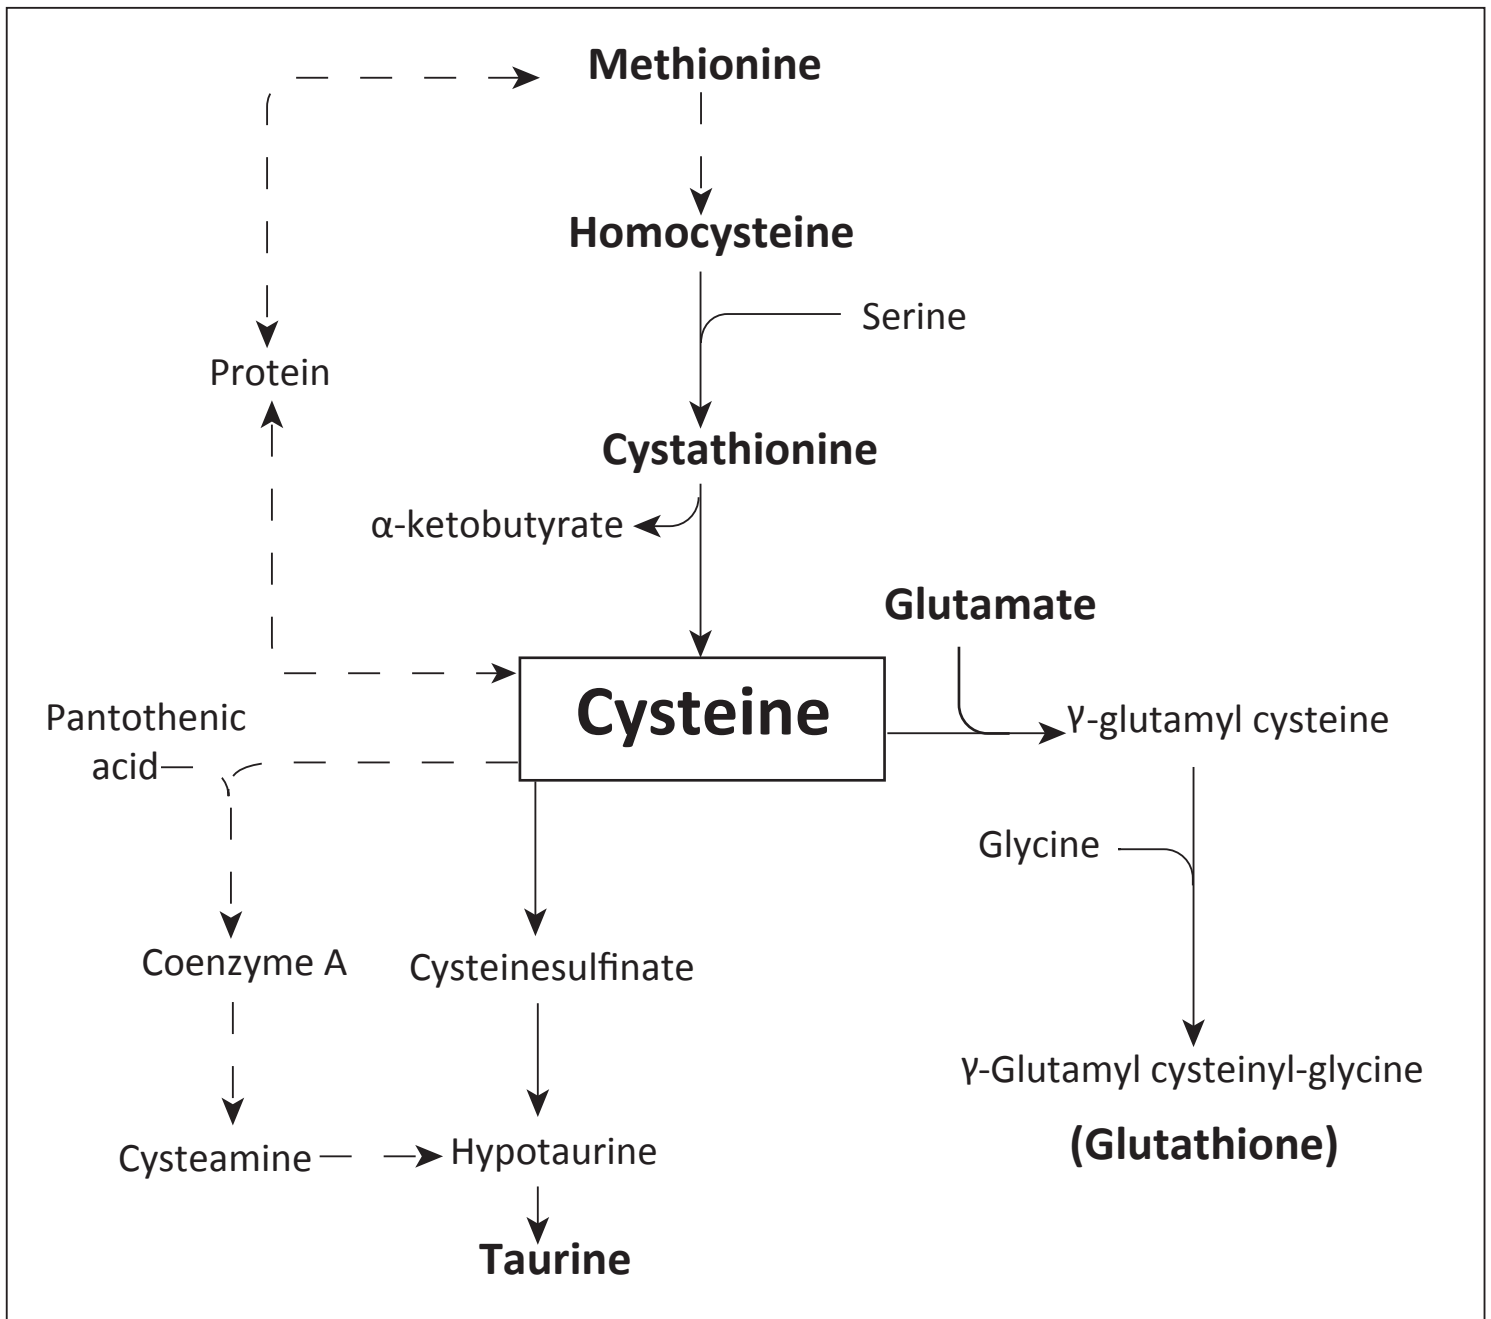 Methionine
Homocysteine
Serine
Protein
Cystathionine
α-ketobutyrate
Glutamate
Cysteine
Pantothenic
acid
γ-glutamyl cysteine
Glycine
Coenzyme A
Cysteinesulfinate
γ-Glutamyl cysteinyl-glycine
(Glutathione)
Cysteamine
Hypotaurine
Taurine